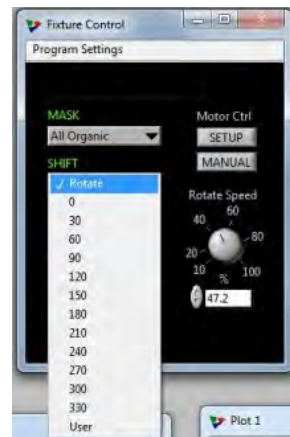 Fixture Control
Program Settings
MASK
All Organic
Motor Ctrl
SETUP
SHIFT
MANUAL
Rotate
0
30
60
90
120
150
180
210
240
270
300
330
User
Rotate Speed
60
40
80
20
10
%
100
47.2
Plot 1